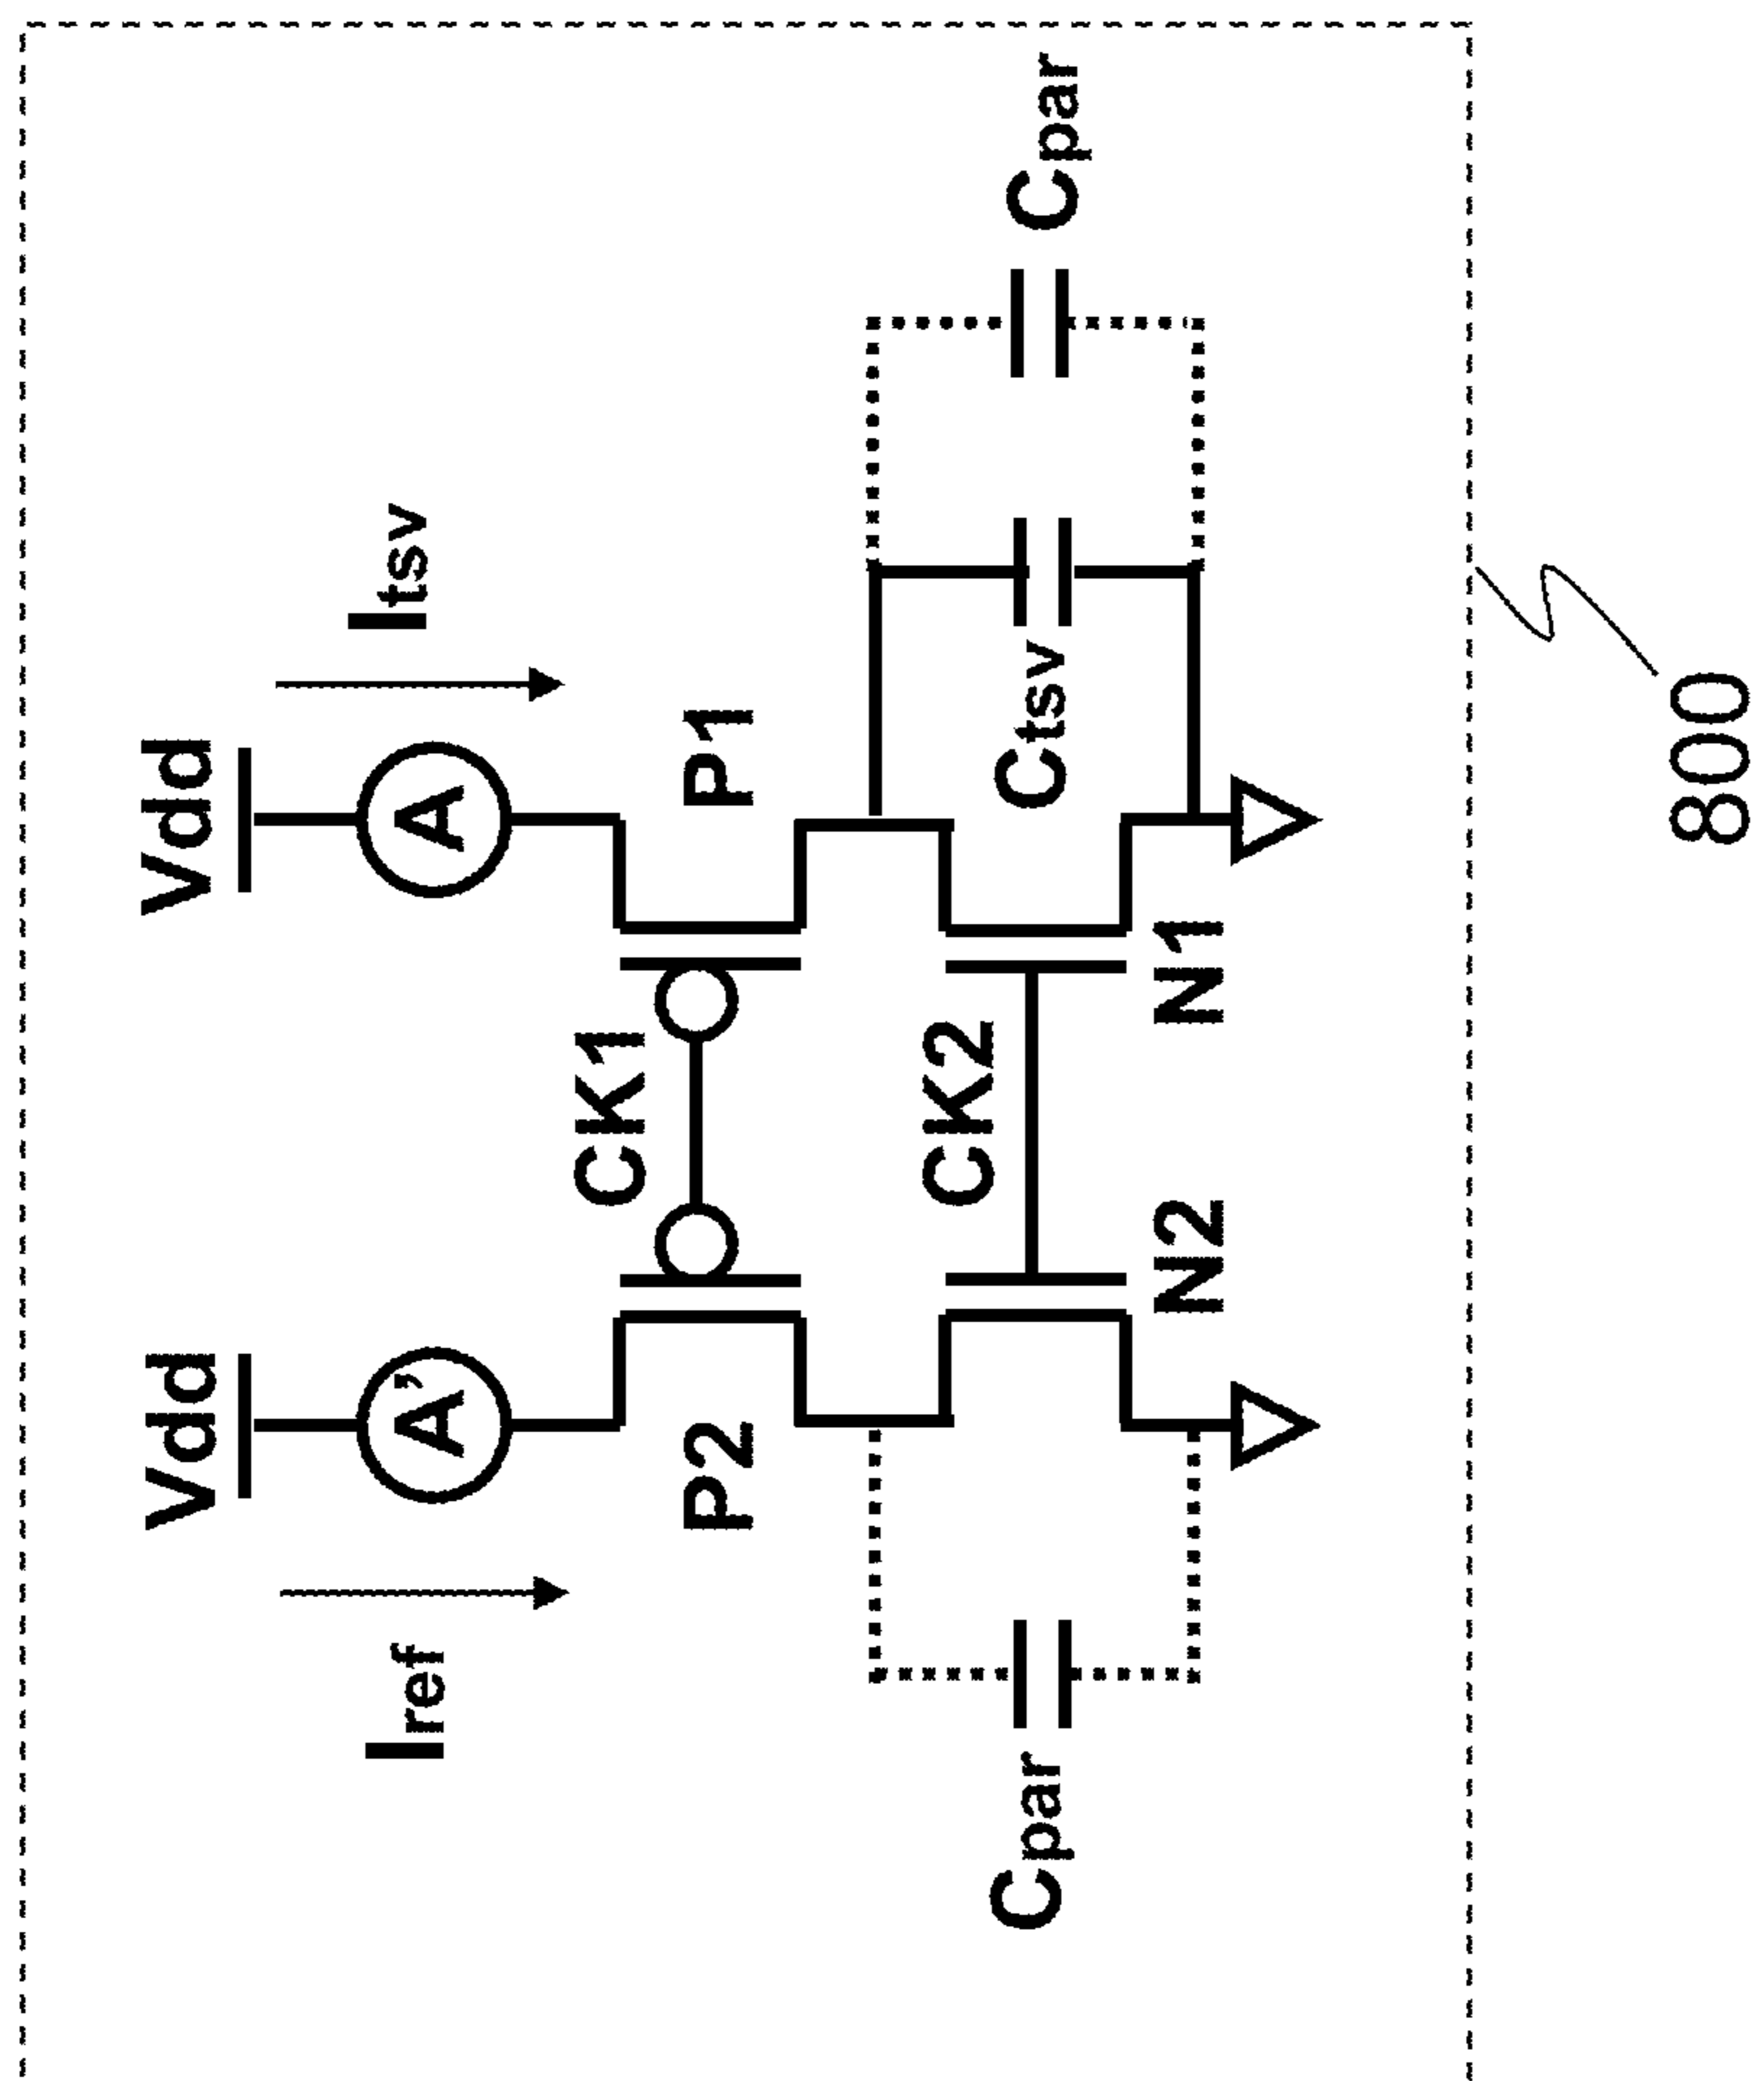 Vdd
Vdd
Iref
A’
A
Itsv
P2
CK1
P1
Cpar
CK2
Ctsv
Cpar
N2
N1
800